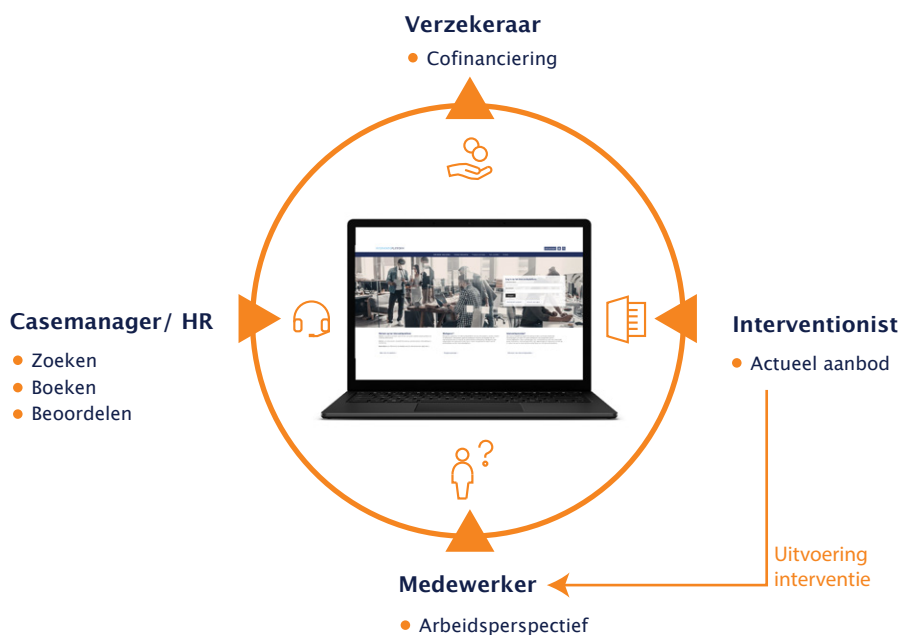 Verzekeraar
• Cofinanciering
Casemanager/ HR
• Zoeken
• Boeken
• Beoordelen
Interventionist
• Actueel aanbod
Uitvoering
interventie
Medewerker
• Arbeidsperspectief